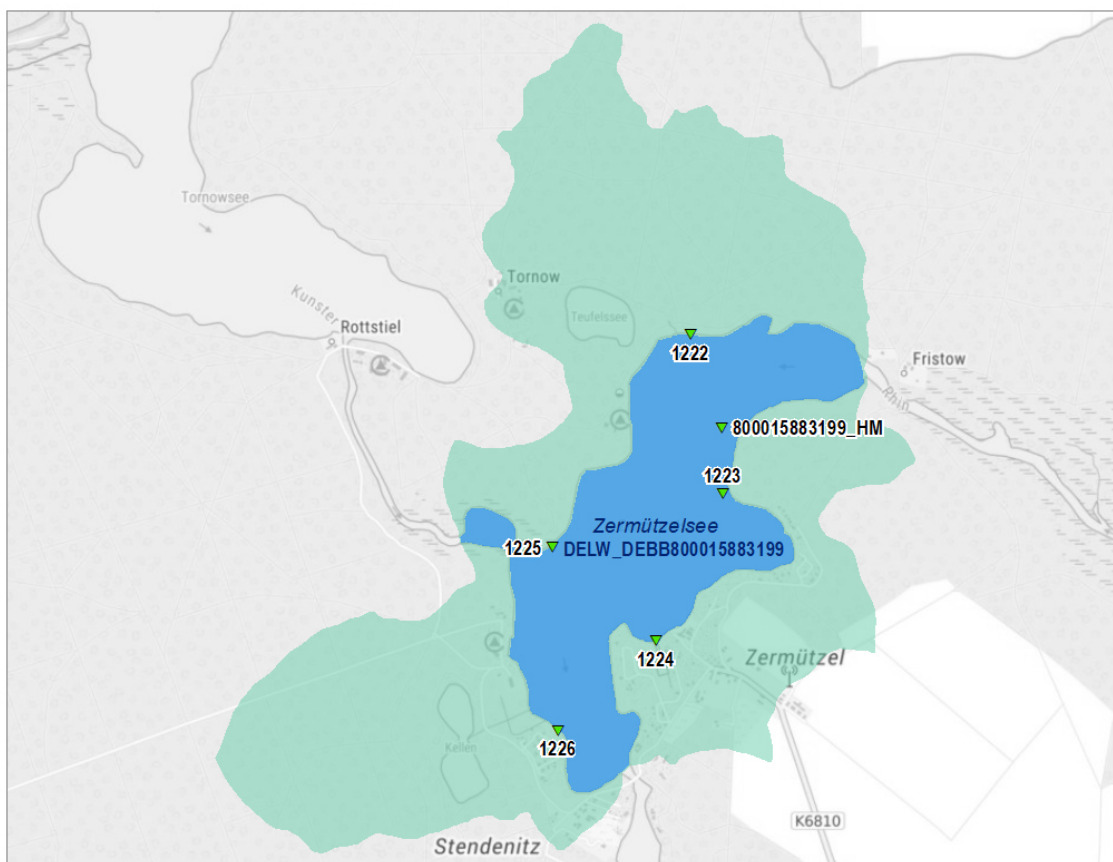 Tornowsee
Tornow
Kunster
Rottstiel
Teufelssee
1222
Fristow
Rhin
800015883199_HM
1223
Zermützelsee
1225
DELW_DEBB800015883199
1224
Zermützel
1226
Kellen
K6810
Stendenitz